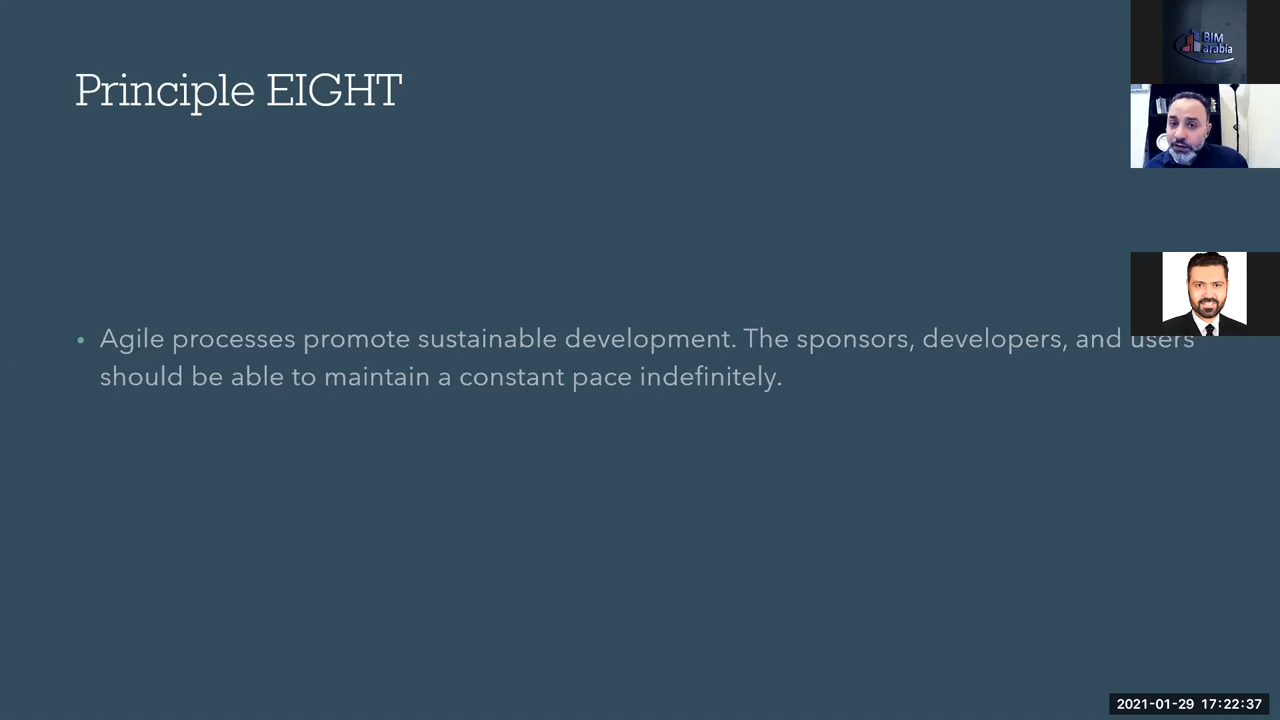 Principle EIGHT
BIM
arabia
• Agile processes promote sustainable development. The sponsors, developers, and users
should be able to maintain a constant pace indefinitely.
2021-01-29 17:22:37